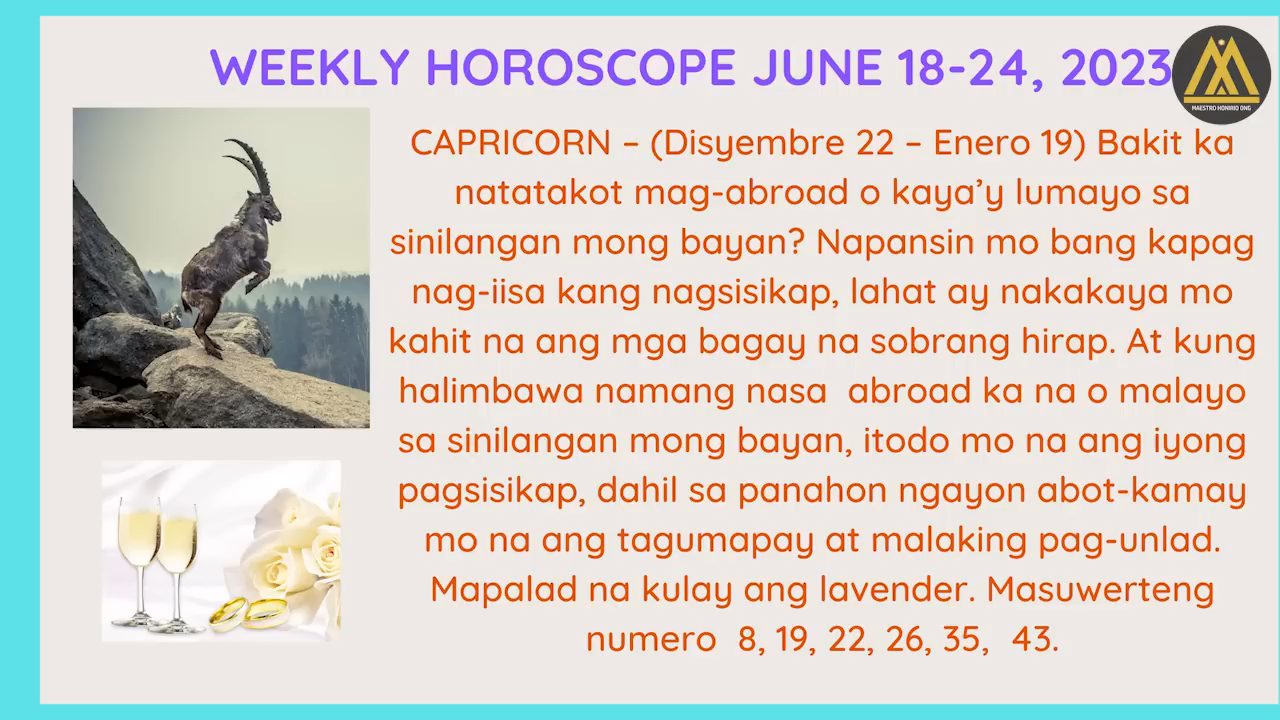 WEEKLY HOROSCOPE JUNE 18-24, 2023
MAESTRO HONIRIO ONG
CAPRICORN – (Disyembre 22 – Enero 19) Bakit ka
natatakot mag-abroad o kaya’y lumayo sa
sinilangan mong bayan? Napansin mo bang kapag
nag-iisa kang nagsisikap, lahat ay nakakaya mo
kahit na ang mga bagay na sobrang hirap. At kung
halimbawa namang nasa  abroad ka na o malayo
sa sinilangan mong bayan, itodo mo na ang iyong
pagsisikap, dahil sa panahon ngayon abot-kamay
mo na ang tagumapay at malaking pag-unlad.
Mapalad na kulay ang lavender. Masuwerteng
numero  8, 19, 22, 26, 35,  43.